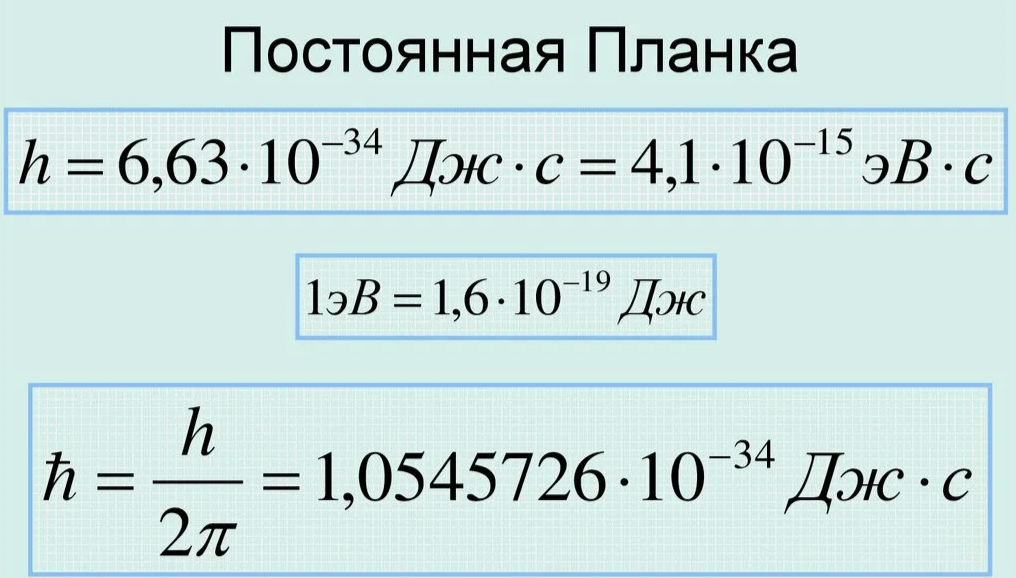 Постоянная Планка
h = 6,63·10⁻³⁴ Дж·с = 4,1·10⁻¹⁵ эВ·с
1эВ = 1,6·10⁻¹⁹ Дж
ħ = h/2π = 1,0545726·10⁻³⁴ Дж·с